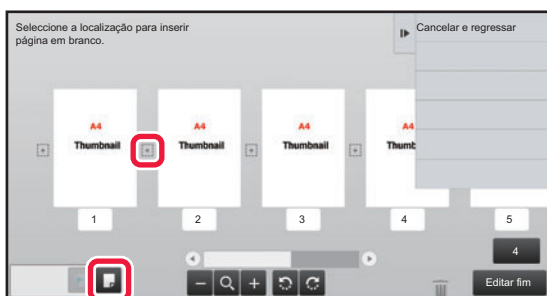 Seleccione a localização para inserir
página em branco.
Cancelar e regressar
A4
Thumbnail
A4
Thumbnail
A4
Thumbnail
A4
Thumb
1
2
3
4
5
4
Editar fim